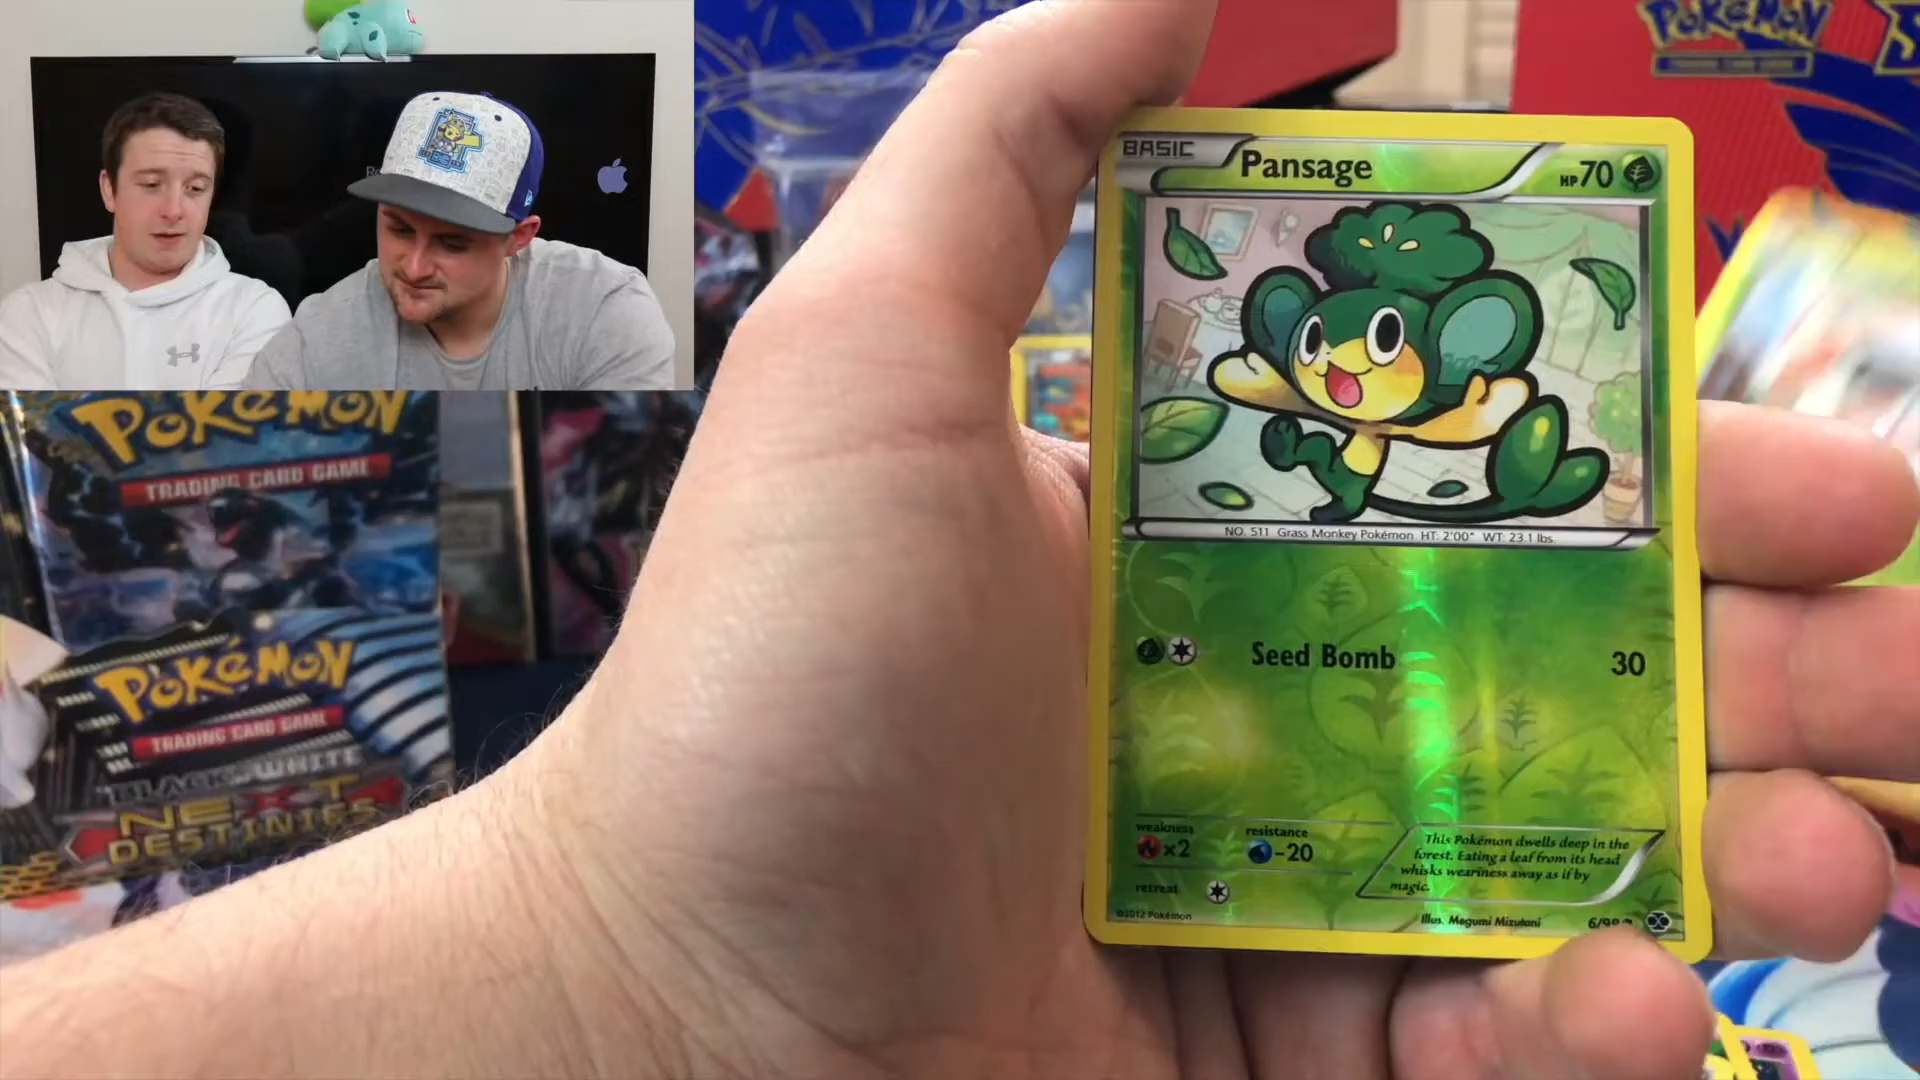 POKÉMON
TRADING CARD GAME
POKÉMON
TRADING CARD GAME
BLACK & WHITE
NEXT
DESTINIES
POKÉMON
BASIC
Pansage
HP 70
NO. 511 Grass Monkey Pokémon HT: 2'00" WT: 23.1 lbs.
Seed Bomb 30
weakness
×2
resistance
-20
retreat
This Pokémon dwells deep in the
forest. Eating a leaf from its head
whisks weariness away as if by
magic.
©2012 Pokémon
Illus. Megumi Mizutani